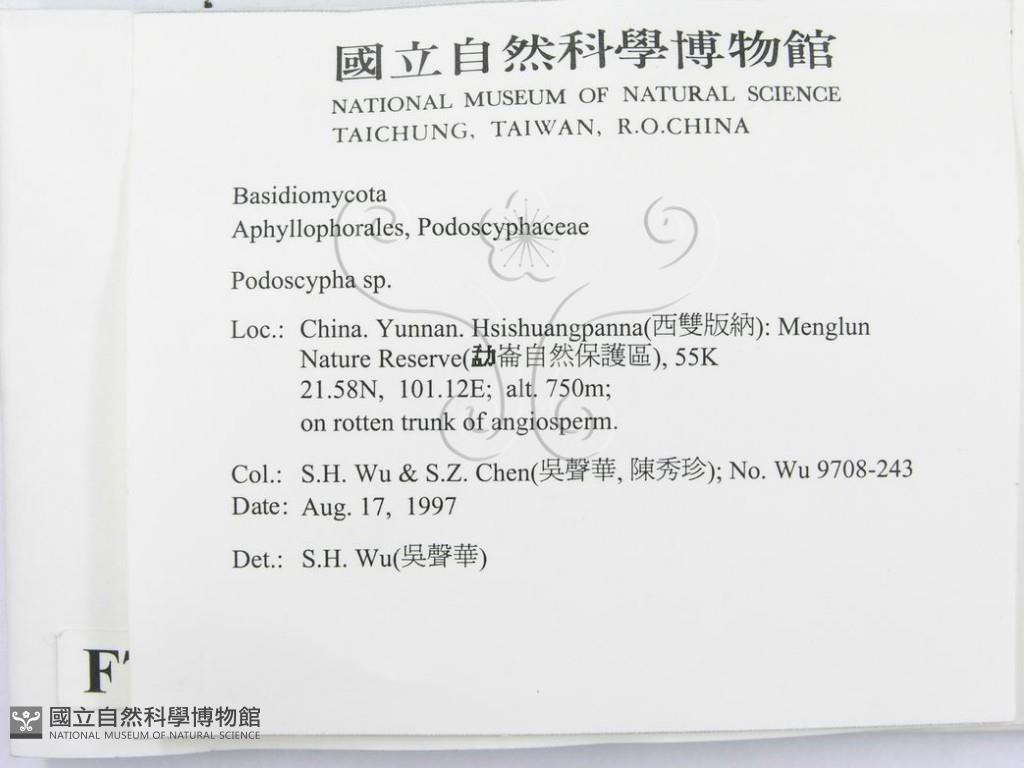 國立自然科學博物館
NATIONAL MUSEUM OF NATURAL SCIENCE
TAICHUNG, TAIWAN, R.O.CHINA
Basidiomycota
Aphyllophorales, Podoscyphaceae
Podoscypha sp.
Loc.: China. Yunnan. Hsishuangpanna(西雙版納): Menglun
Nature Reserve(勐崙自然保護區), 55K
21.58N, 101.12E; alt. 750m;
on rotten trunk of angiosperm.
Col.: S.H. Wu & S.Z. Chen(吳聲華, 陳秀珍); No. Wu 9708-243
Date: Aug. 17, 1997
Det.: S.H. Wu(吳聲華)
F
國立自然科學博物館
NATIONAL MUSEUM OF NATURAL SCIENCE